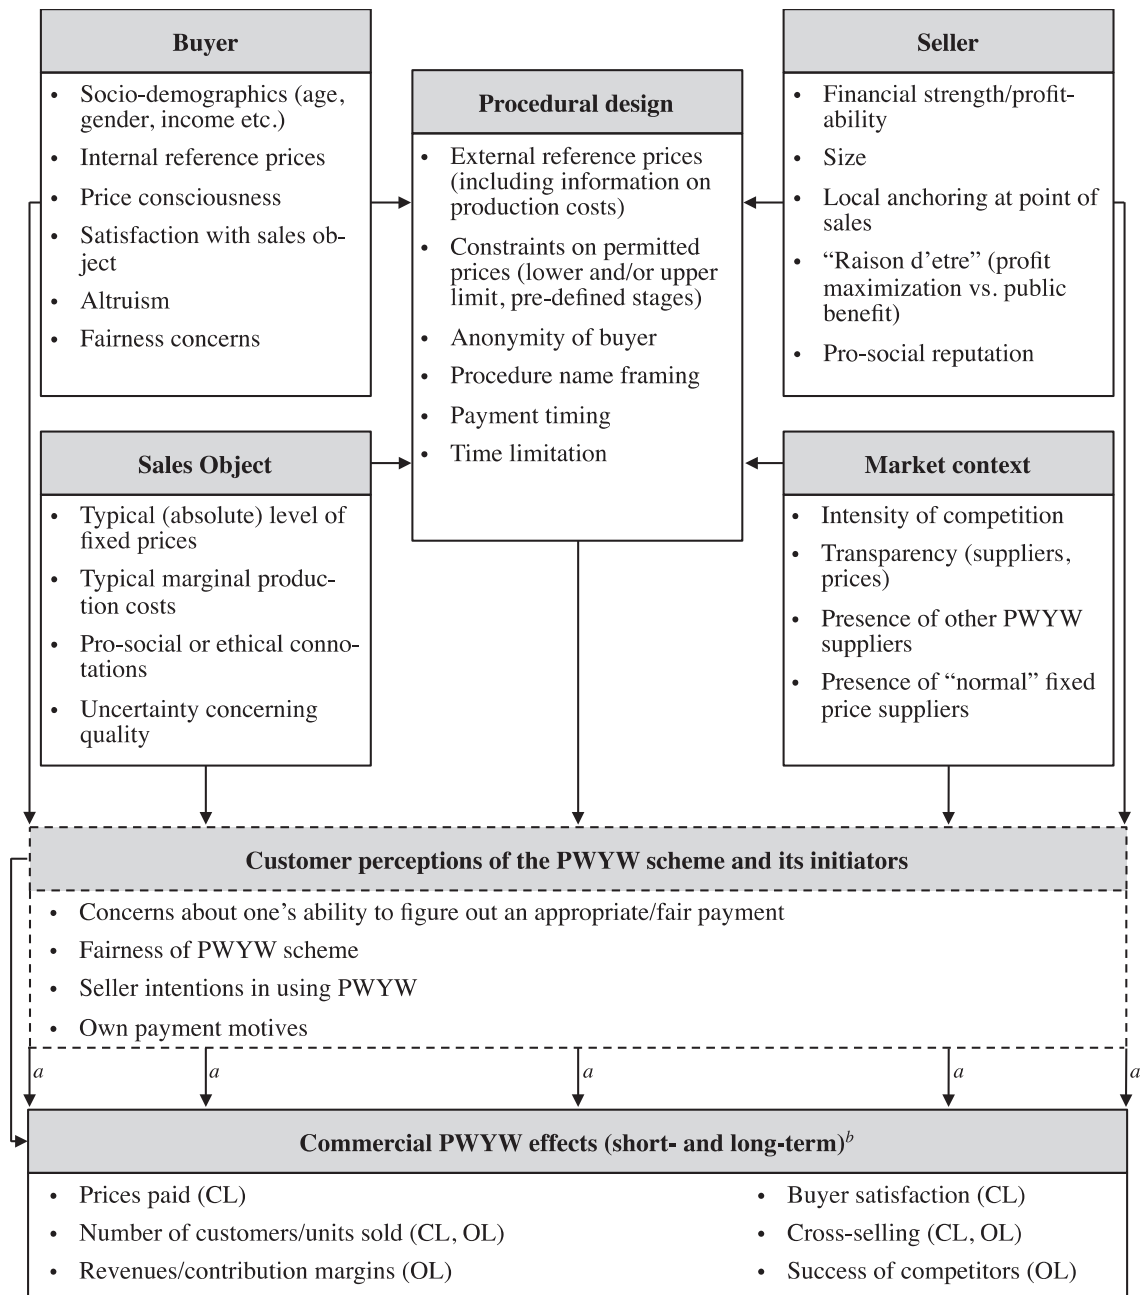 Buyer
• Socio-demographics (age,
gender, income etc.)
• Internal reference prices
• Price consciousness
• Satisfaction with sales ob-
ject
• Altruism
• Fairness concerns
Procedural design
• External reference prices
(including information on
production costs)
• Constraints on permitted
prices (lower and/or upper
limit, pre-defined stages)
• Anonymity of buyer
• Procedure name framing
• Payment timing
• Time limitation
Seller
• Financial strength/profit-
ability
• Size
• Local anchoring at point of
sales
• “Raison d’etre” (profit
maximization vs. public
benefit)
• Pro-social reputation
Sales Object
• Typical (absolute) level of
fixed prices
• Typical marginal produc-
tion costs
• Pro-social or ethical conno-
tations
• Uncertainty concerning
quality
Market context
• Intensity of competition
• Transparency (suppliers,
prices)
• Presence of other PWYW
suppliers
• Presence of “normal” fixed
price suppliers
Customer perceptions of the PWYW scheme and its initiators
• Concerns about one’s ability to figure out an appropriate/fair payment
• Fairness of PWYW scheme
• Seller intentions in using PWYW
• Own payment motives
a a a a a
Commercial PWYW effects (short- and long-term)b
• Prices paid (CL)
• Number of customers/units sold (CL, OL)
• Revenues/contribution margins (OL)
• Buyer satisfaction (CL)
• Cross-selling (CL, OL)
• Success of competitors (OL)